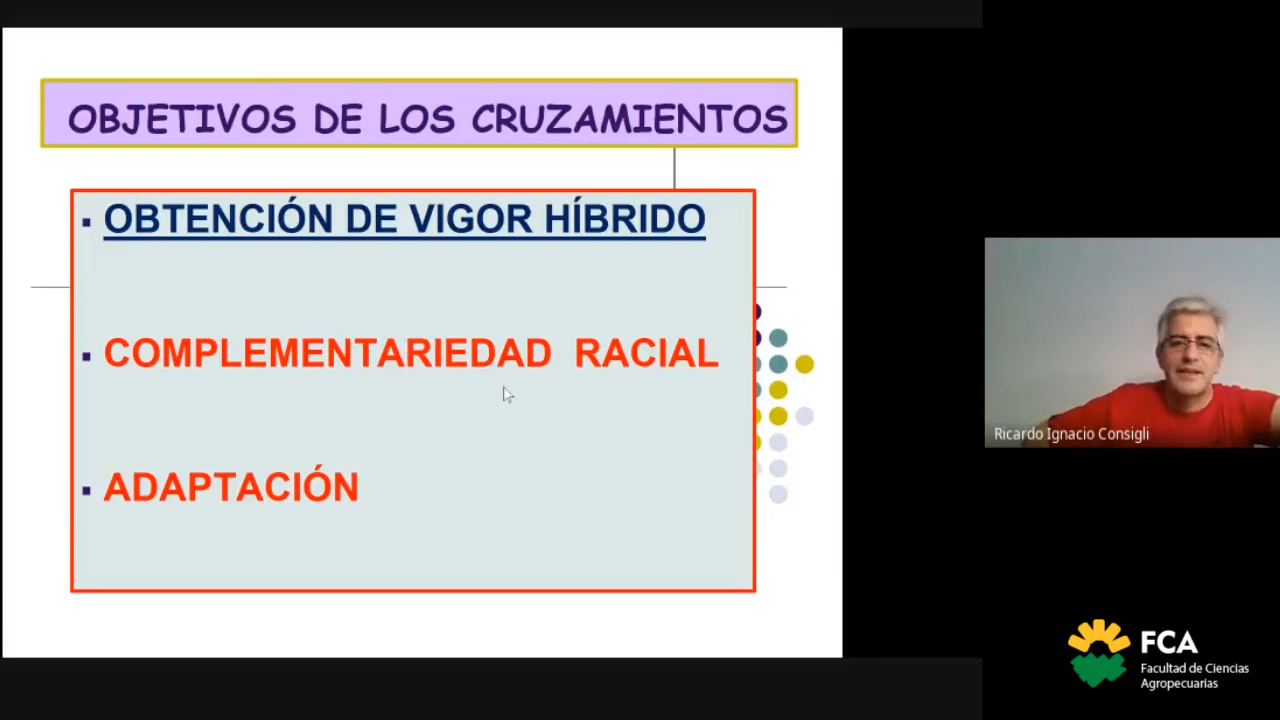 OBJETIVOS DE LOS CRUZAMIENTOS
▪ OBTENCIÓN DE VIGOR HÍBRIDO
▪ COMPLEMENTARIEDAD RACIAL
▪ ADAPTACIÓN
Ricardo Ignacio Consigli
FCA
Facultad de Ciencias
Agropecuarias